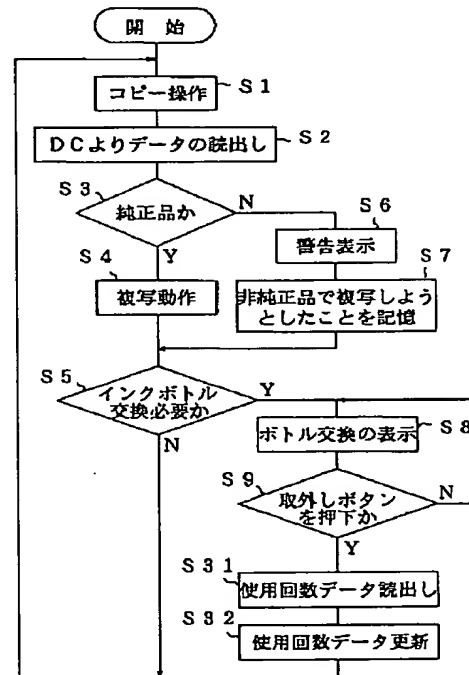 開始
S1
コピー操作
S2
DCよりデータの読出し
S3
純正品か
N
Y
S6
警告表示
S4
複写動作
S7
非純正品で複写しよう
としたことを記憶
S5
インクボトル
交換必要か
Y
N
S8
ボトル交換の表示
S9
取外しボタン
を押下か
N
Y
S31
使用回数データ読出し
S32
使用回数データ更新